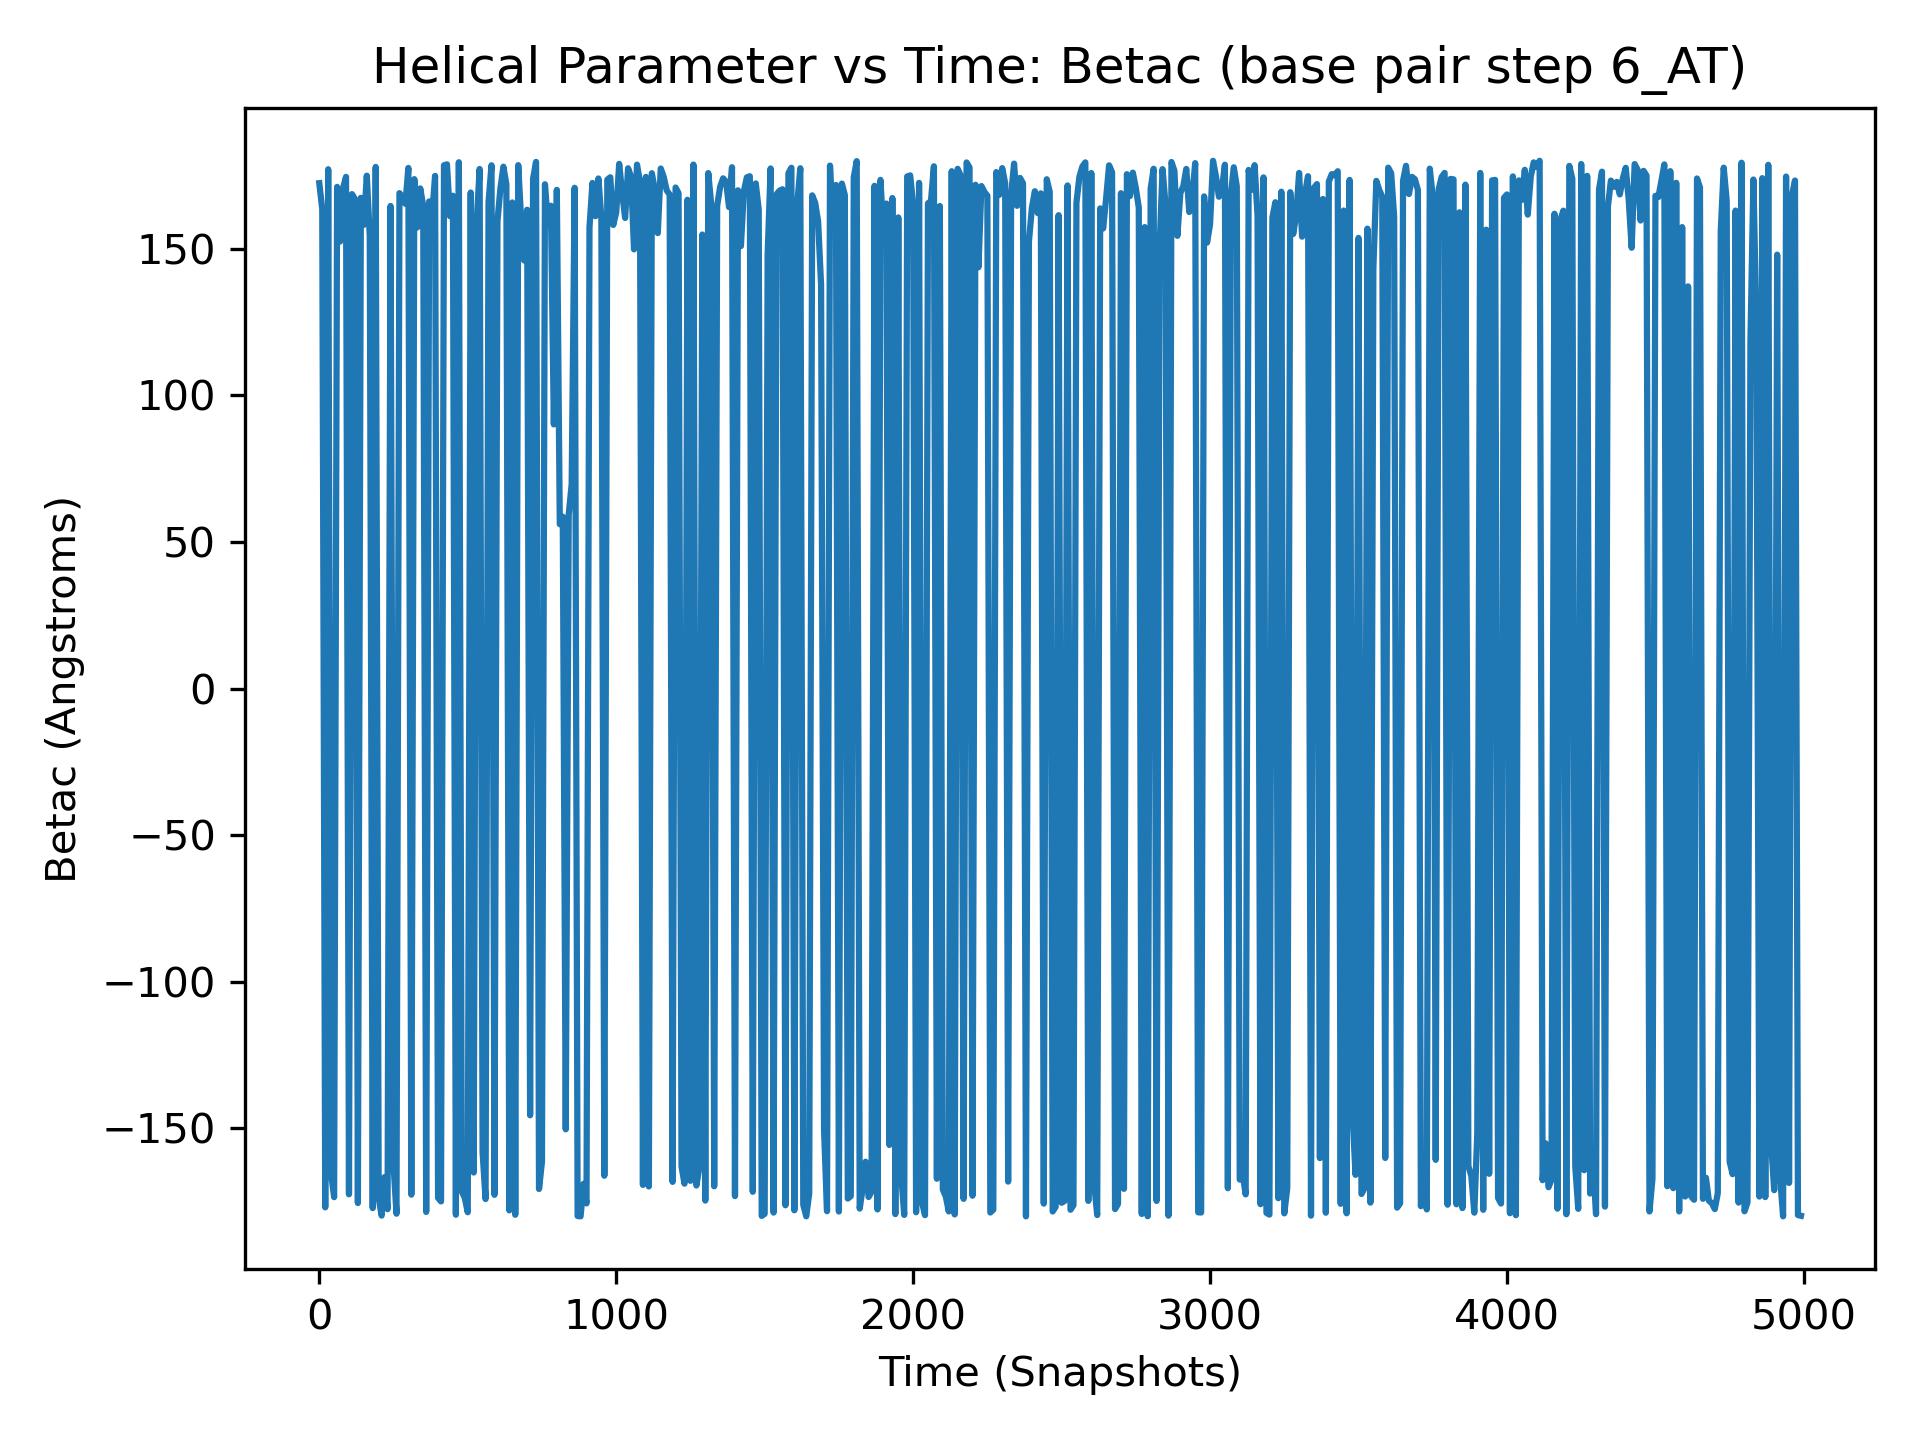 Helical Parameter vs Time: Betac (base pair step 6_AT)
Betac (Angstroms)
150
100
50
0
−50
−100
−150
0 1000 2000 3000 4000 5000
Time (Snapshots)